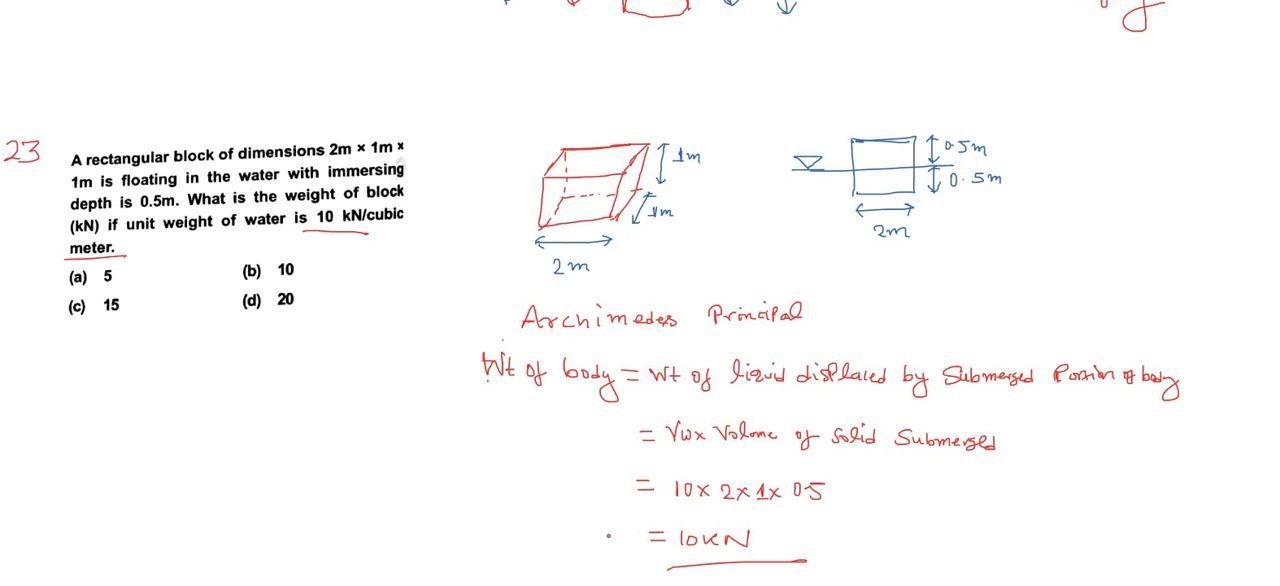 23
A rectangular block of dimensions 2m × 1m ×
1m is floating in the water with immersing
depth is 0.5m. What is the weight of block
(kN) if unit weight of water is 10 kN/cubic
meter.
(a) 5
(b) 10
(c) 15
(d) 20
1m
1m
2m
0.5m
0.5m
2m
Archimedes Principal
Wt of body = Wt of liquid displaced by Submerged Portion of body
= γw× Volume of Solid Submerged
= 10× 2× 1× 0.5
= 10kN